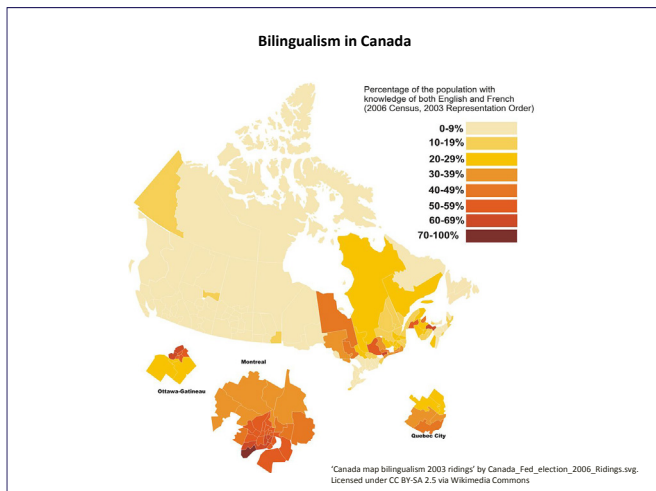 Bilingualism in Canada
Percentage of the population with
knowledge of both English and French
(2006 Census, 2003 Representation Order)
0-9%
10-19%
20-29%
30-39%
40-49%
50-59%
60-69%
70-100%
Montreal
Ottawa-Gatineau
Quebec City
'Canada map bilingualism 2003 ridings' by Canada_Fed_election_2006_Ridings.svg.
Licensed under CC BY-SA 2.5 via Wikimedia Commons